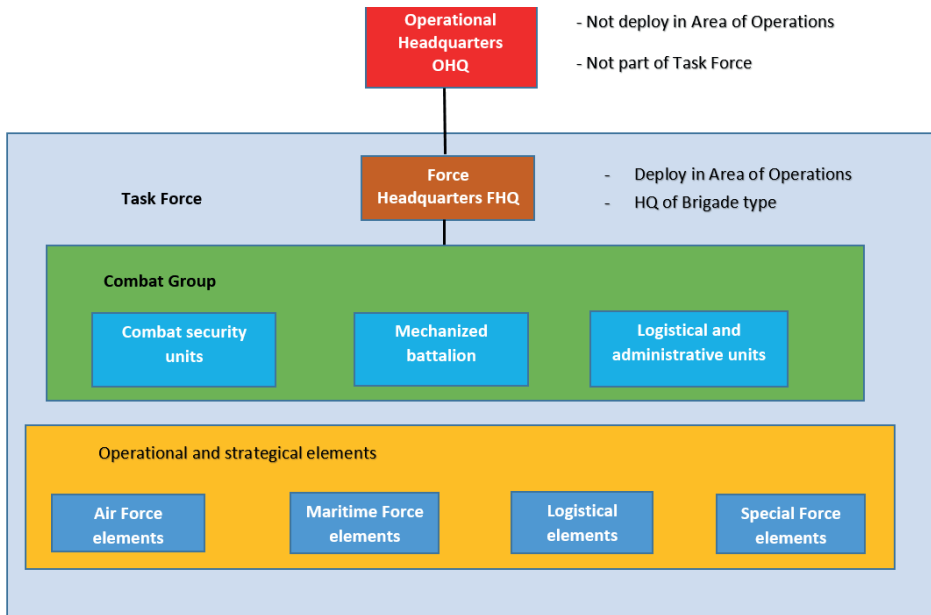 Operational
Headquarters
OHQ
- Not deploy in Area of Operations
- Not part of Task Force
Force
Headquarters FHQ
- Deploy in Area of Operations
- HQ of Brigade type
Task Force
Combat Group
Combat security
units
Mechanized
battalion
Logistical and
administrative units
Operational and strategical elements
Air Force
elements
Maritime Force
elements
Logistical
elements
Special Force
elements